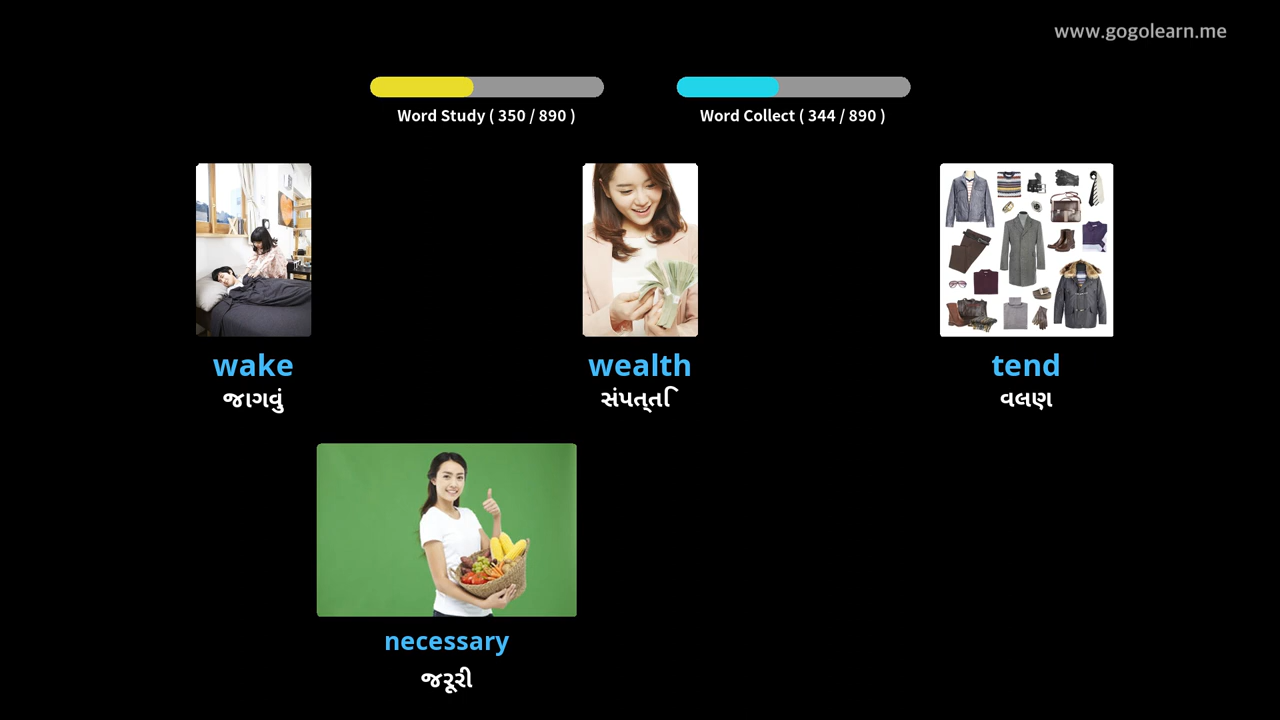 www.gogolearn.me
Word Study ( 350 / 890 )
Word Collect ( 344 / 890 )
wake
જાગવું
wealth
સંપત્તિ
tend
વલણ
necessary
જરૂરી